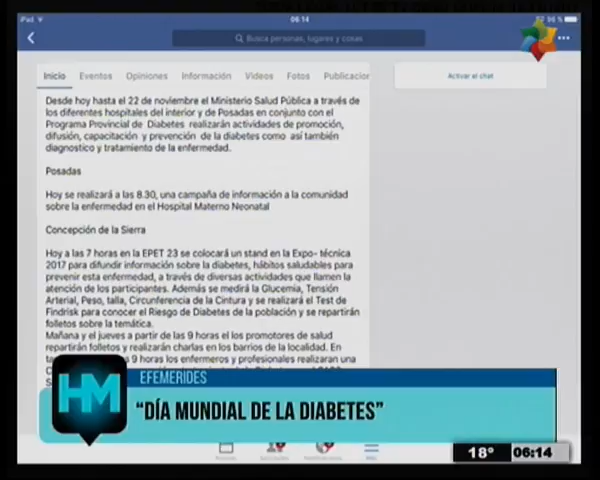 iPad
06:14
96 %
Busca personas, lugares y cosas
Inicio Eventos Opiniones Información Videos Fotos Publicacion
Activar el chat
Desde hoy hasta el 22 de noviembre el Ministerio Salud Pública a través de
los diferentes hospitales del interior y de Posadas en conjunto con el
Programa Provincial de Diabetes realizarán actividades de promoción,
difusión, capacitación y prevención de la diabetes como así también
diagnostico y tratamiento de la enfermedad.
Posadas
Hoy se realizará a las 8.30, una campaña de información a la comunidad
sobre la enfermedad en el Hospital Materno Neonatal
Concepción de la Sierra
Hoy a las 7 horas en la EPET 23 se colocará un stand en la Expo- técnica
2017 para difundir información sobre la diabetes, hábitos saludables para
prevenir esta enfermedad, a través de diversas actividades que llamen la
atención de los participantes. Además se medirá la Glucemia, Tensión
Arterial, Peso, talla, Circunferencia de la Cintura y se realizará el Test de
Findrisk para conocer el Riesgo de Diabetes de la población y se repartirán
folletos sobre la temática.
Mañana y el jueves a partir de las 9 horas el los promotores de salud
repartirán folletos y realizarán charlas en los barrios de la localidad. En
9 horas los enfermeros y profesionales realizaran una
HM
EFEMERIDES
"DÍA MUNDIAL DE LA DIABETES"
18° 06:14